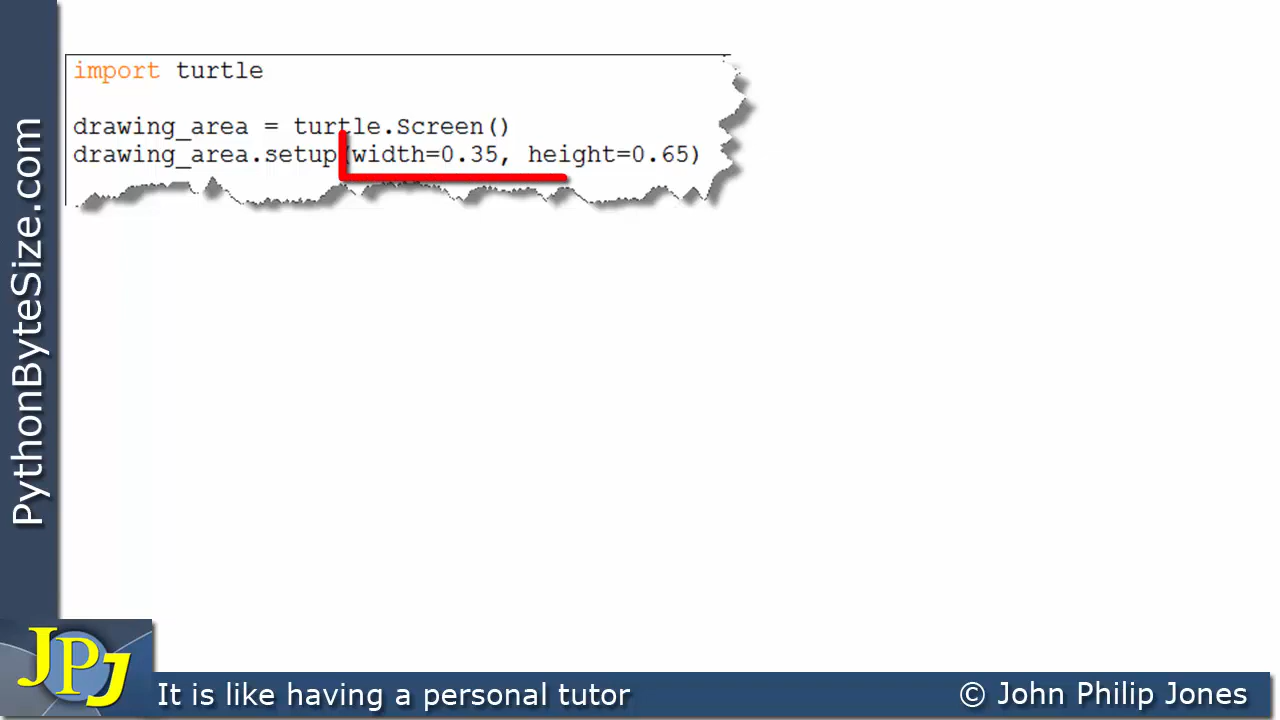 import turtle
drawing_area = turtle.Screen()
drawing_area.setup(width=0.35, height=0.65)
PythonByteSize.com
JPJ
It is like having a personal tutor
© John Philip Jones